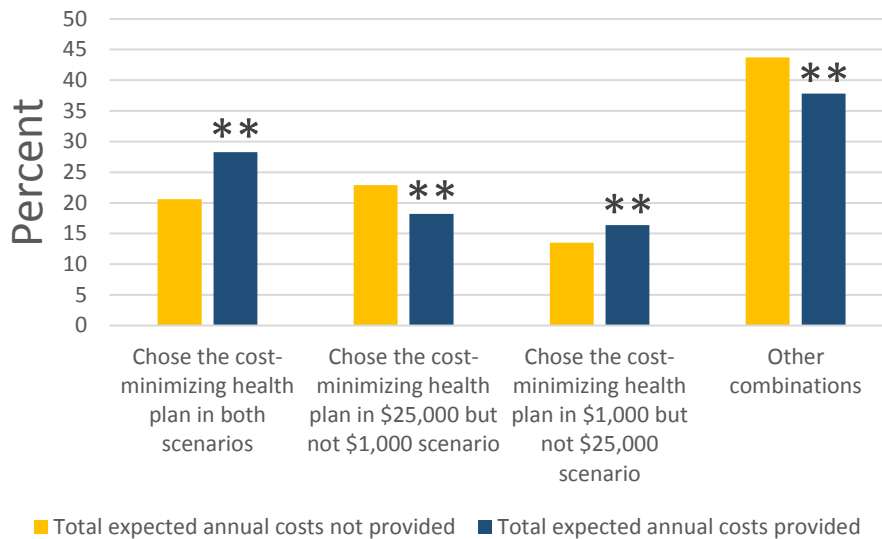 50
45
40
35
30
25
20
15
10
5
0
Percent
**
**
**
**
Chose the cost-
minimizing health
plan in both
scenarios
Chose the cost-
minimizing health
plan in $25,000 but
not $1,000 scenario
Chose the cost-
minimizing health
plan in $1,000 but
not $25,000
scenario
Other
combinations
Total expected annual costs not provided
Total expected annual costs provided